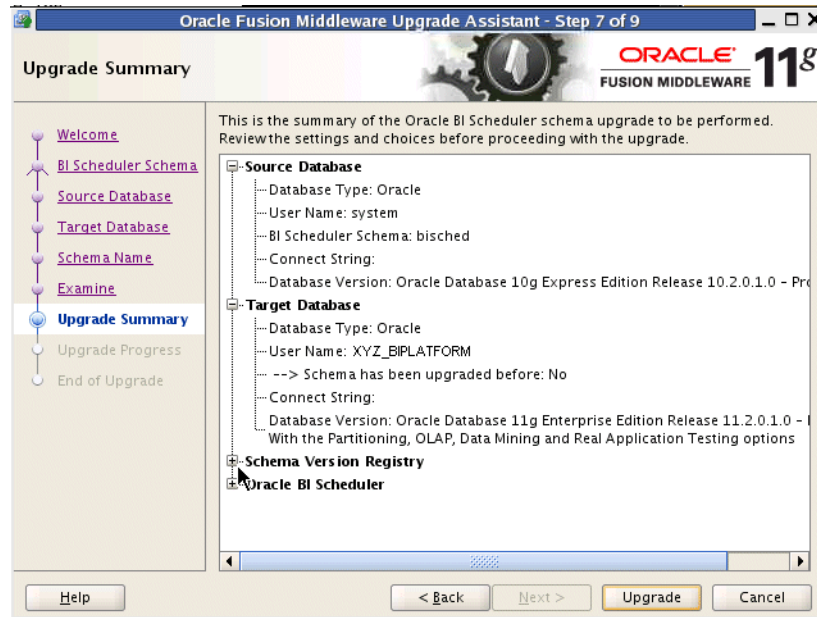 Oracle Fusion Middleware Upgrade Assistant - Step 7 of 9
Upgrade Summary
ORACLE
FUSION MIDDLEWARE
11g
Welcome
BI Scheduler Schema
Source Database
Target Database
Schema Name
Examine
Upgrade Summary
Upgrade Progress
End of Upgrade
This is the summary of the Oracle BI Scheduler schema upgrade to be performed.
Review the settings and choices before proceeding with the upgrade.
Source Database
Database Type: Oracle
User Name: system
BI Scheduler Schema: bisched
Connect String:
Database Version: Oracle Database 10g Express Edition Release 10.2.0.1.0 - Pro
Target Database
Database Type: Oracle
User Name: XYZ_BIPLATFORM
--> Schema has been upgraded before: No
Connect String:
Database Version: Oracle Database 11g Enterprise Edition Release 11.2.0.1.0 -
With the Partitioning, OLAP, Data Mining and Real Application Testing options
Schema Version Registry
Oracle BI Scheduler
Help
< Back
Next >
Upgrade
Cancel